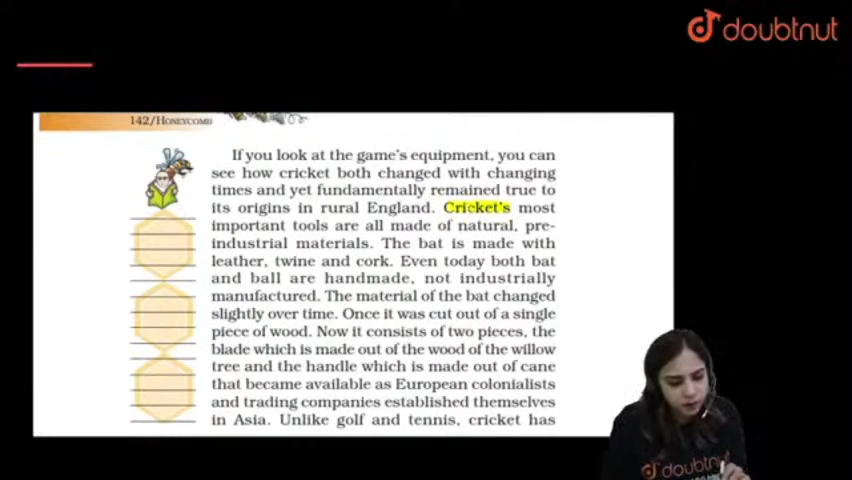 doubtnut
142/HONEYCOMB
If you look at the game's equipment, you can
see how cricket both changed with changing
times and yet fundamentally remained true to
its origins in rural England. Cricket's most
important tools are all made of natural, pre-
industrial materials. The bat is made with
leather, twine and cork. Even today both bat
and ball are handmade, not industrially
manufactured. The material of the bat changed
slightly over time. Once it was cut out of a single
piece of wood. Now it consists of two pieces, the
blade which is made out of the wood of the willow
tree and the handle which is made out of cane
that became available as European colonialists
and trading companies established themselves
in Asia. Unlike golf and tennis, cricket has
doubtnut